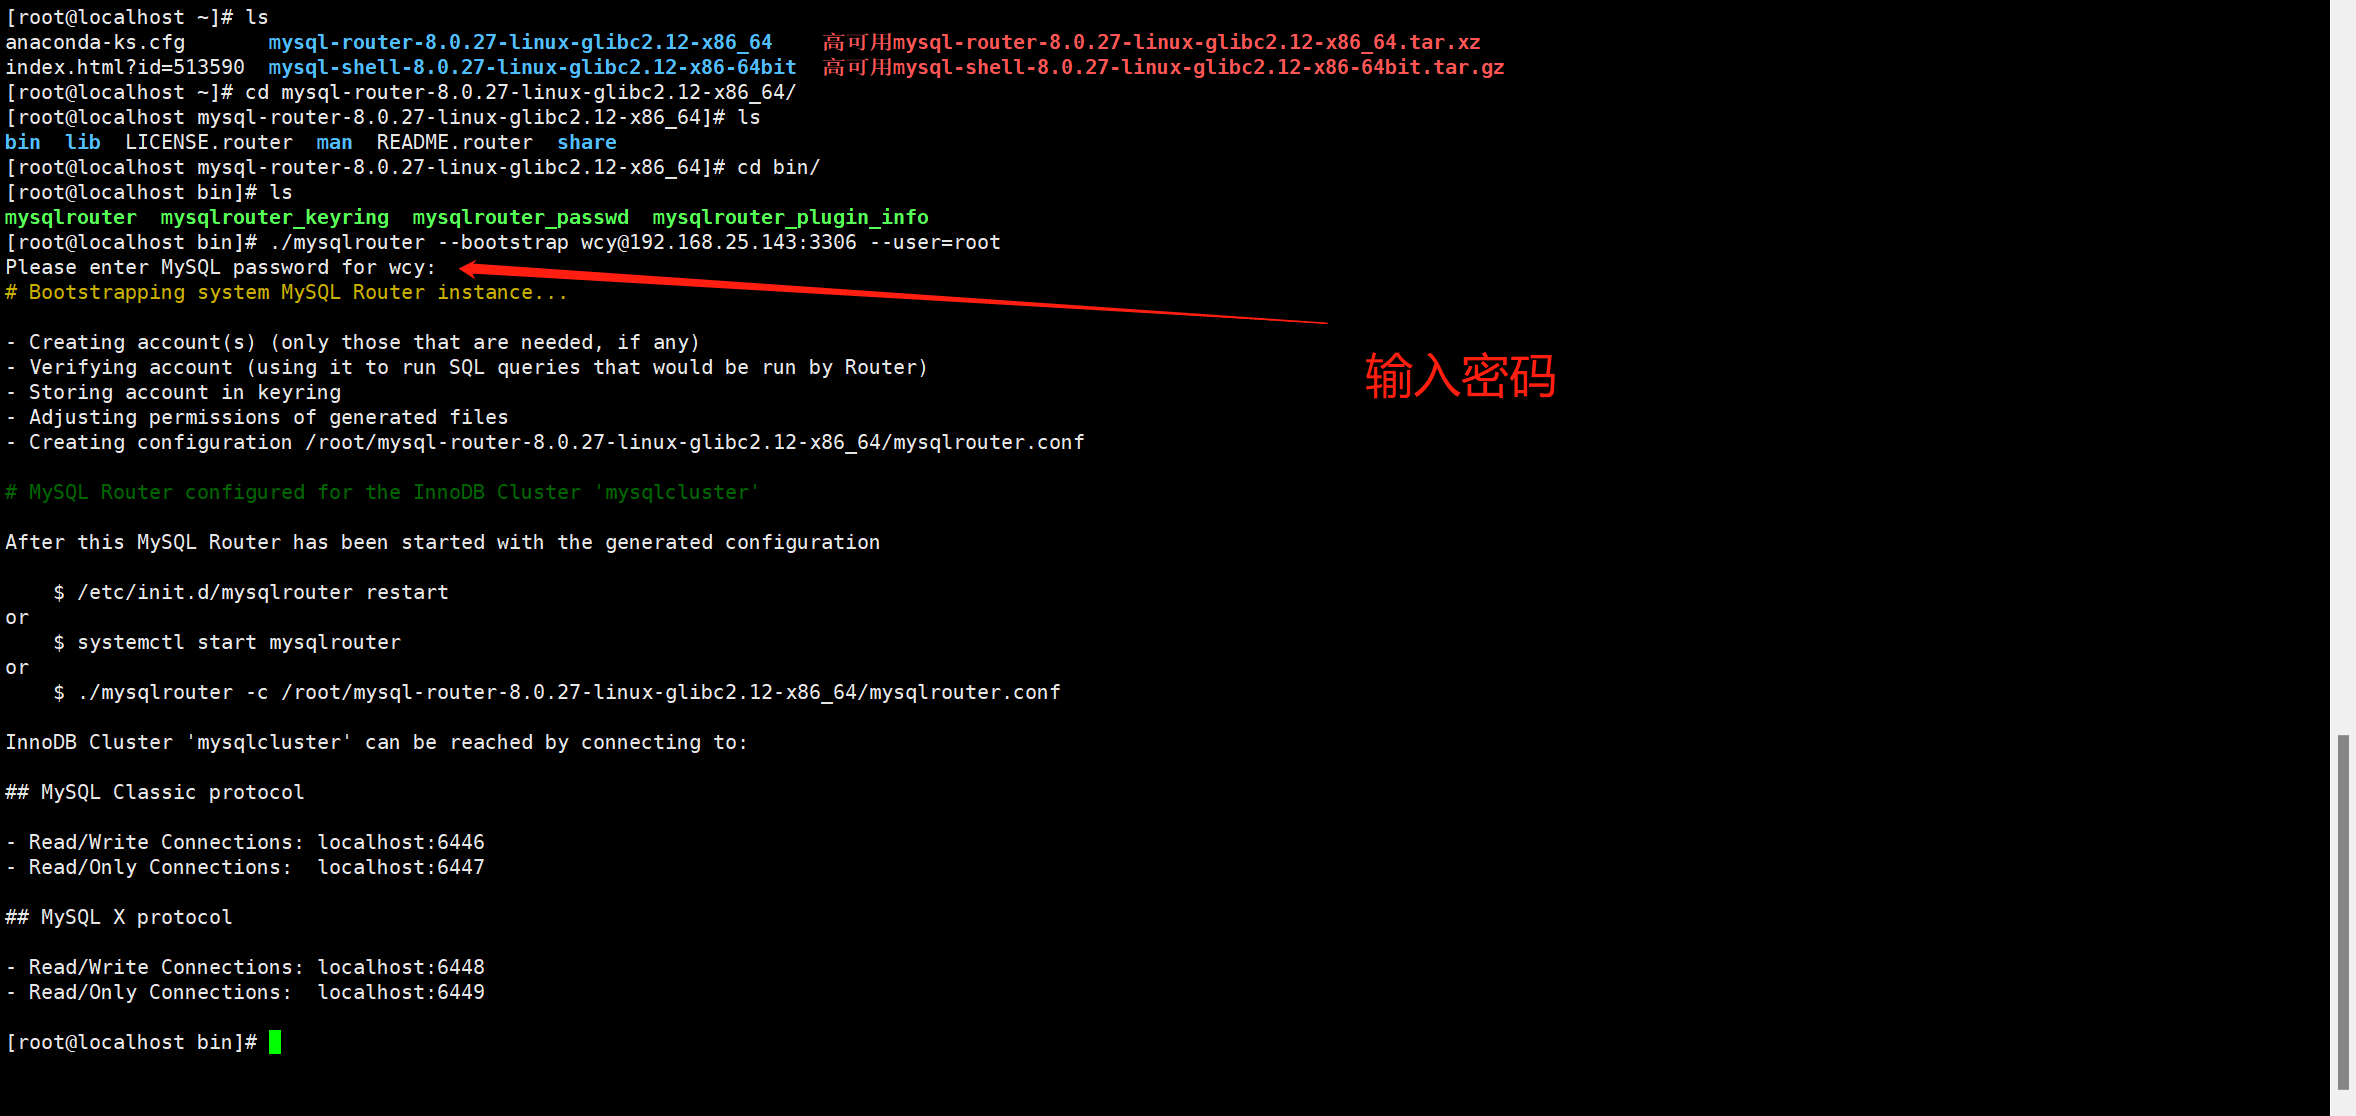 [root@localhost ~]# ls
anaconda-ks.cfg       mysql-router-8.0.27-linux-glibc2.12-x86_64    高可用mysql-router-8.0.27-linux-glibc2.12-x86_64.tar.xz
index.html?id=513590  mysql-shell-8.0.27-linux-glibc2.12-x86-64bit  高可用mysql-shell-8.0.27-linux-glibc2.12-x86-64bit.tar.gz
[root@localhost ~]# cd mysql-router-8.0.27-linux-glibc2.12-x86_64/
[root@localhost mysql-router-8.0.27-linux-glibc2.12-x86_64]# ls
bin  lib  LICENSE.router  man  README.router  share
[root@localhost mysql-router-8.0.27-linux-glibc2.12-x86_64]# cd bin/
[root@localhost bin]# ls
mysqlrouter  mysqlrouter_keyring  mysqlrouter_passwd  mysqlrouter_plugin_info
[root@localhost bin]# ./mysqlrouter --bootstrap wcy@192.168.25.143:3306 --user=root
Please enter MySQL password for wcy:
# Bootstrapping system MySQL Router instance...
- Creating account(s) (only those that are needed, if any)
- Verifying account (using it to run SQL queries that would be run by Router)
输入密码
- Storing account in keyring
- Adjusting permissions of generated files
- Creating configuration /root/mysql-router-8.0.27-linux-glibc2.12-x86_64/mysqlrouter.conf
# MySQL Router configured for the InnoDB Cluster 'mysqlcluster'
After this MySQL Router has been started with the generated configuration
    $ /etc/init.d/mysqlrouter restart
or
    $ systemctl start mysqlrouter
or
    $ ./mysqlrouter -c /root/mysql-router-8.0.27-linux-glibc2.12-x86_64/mysqlrouter.conf
InnoDB Cluster 'mysqlcluster' can be reached by connecting to:
## MySQL Classic protocol
- Read/Write Connections: localhost:6446
- Read/Only Connections:  localhost:6447
## MySQL X protocol
- Read/Write Connections: localhost:6448
- Read/Only Connections:  localhost:6449
[root@localhost bin]#